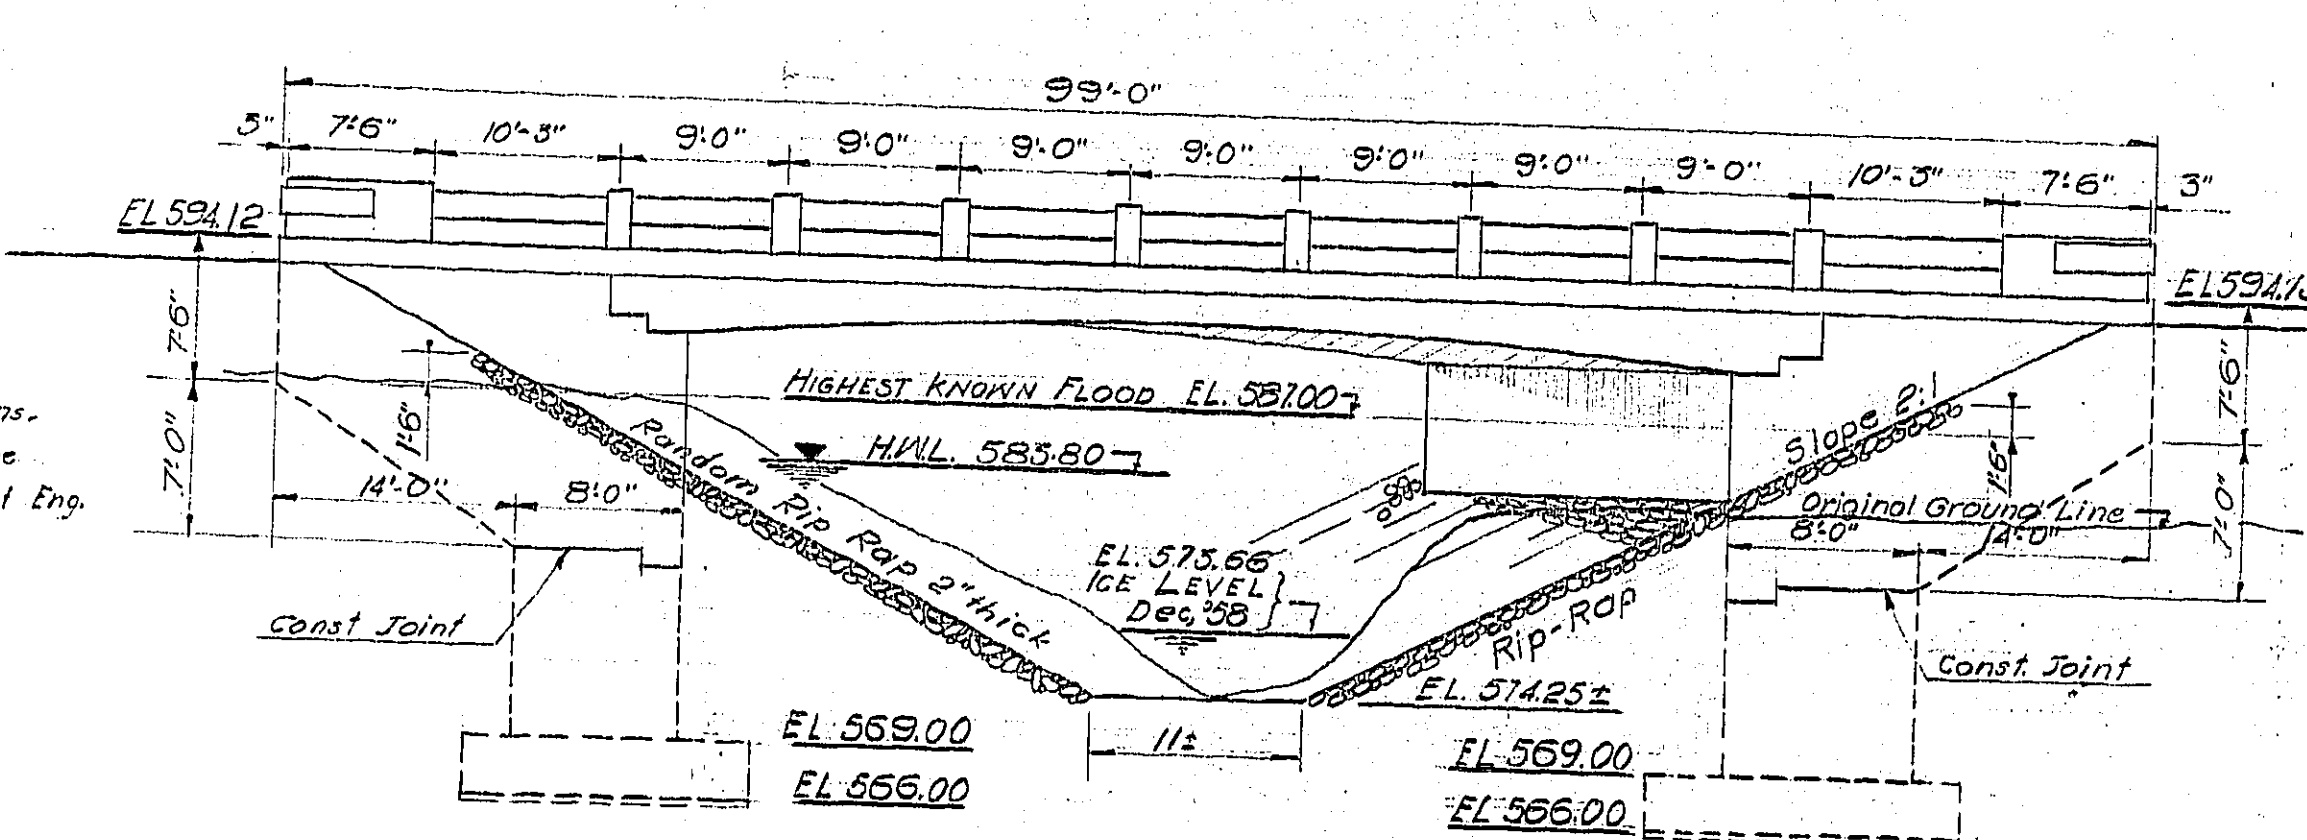 99'-0"
3" 7'-6" 10'-3" 9'-0" 9'-0" 9'-0" 9'-0" 9'-0" 9'-0" 9'-0" 10'-3" 7'-6" 3"
EL 594.12
7'-6"
7'-0"
1'-6"
14'-0"
8'-0"
t Eng.
Const Joint
Random Rip Rap 2" thick
HIGHEST KNOWN FLOOD EL. 587.00
H.W.L. 583.80
EL. 575.66
ICE LEVEL
Dec, '58
EL 569.00
EL 566.00
11±
Slope 2:1
Rip-Rap
EL. 574.25±
Original Ground Line
8'-0"
14'-0"
1'-6"
7'-6"
7'-0"
Const. Joint
EL 569.00
EL 566.00